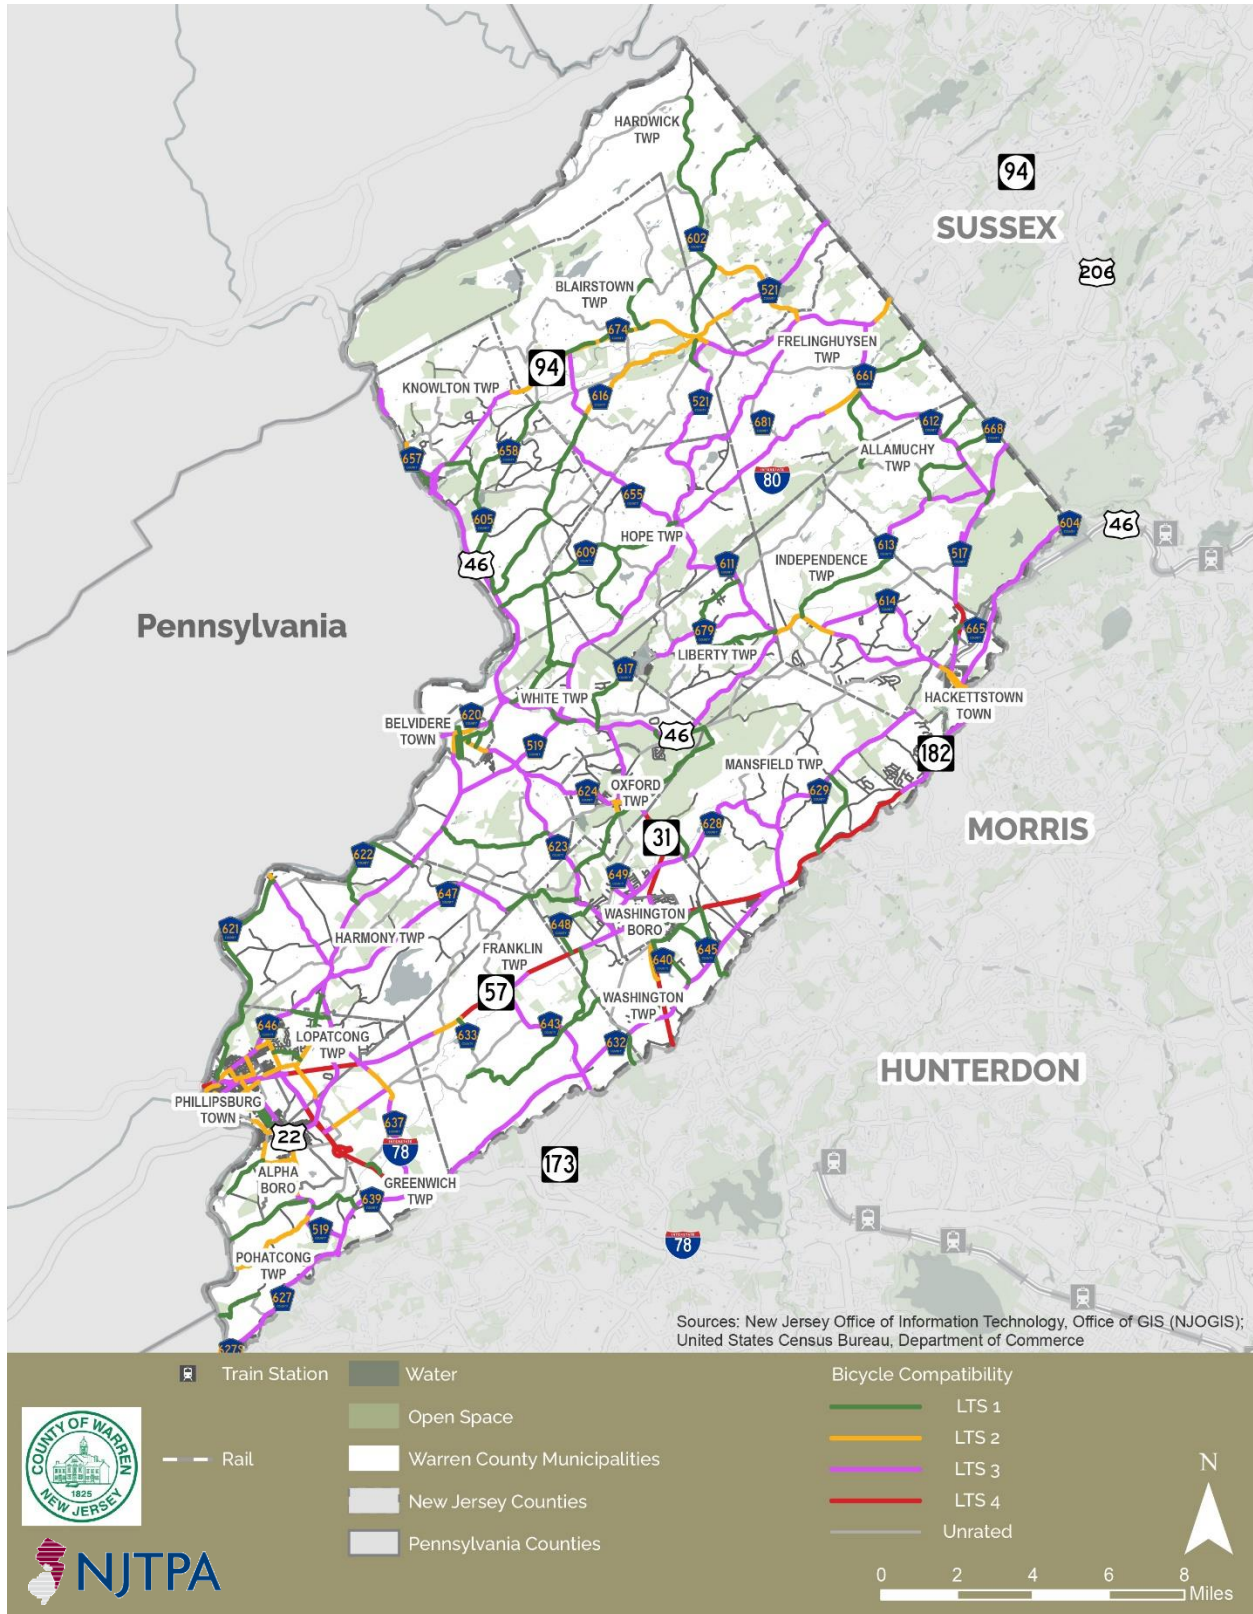 HARDWICK
TWP
94
SUSSEX
602
206
BLAIRSTOWN
TWP
521
674
FRELINGHUYSEN
TWP
94
KNOWLTON TWP
661
616
521
681
612
668
658
657
ALLAMUCHY
TWP
80
655
605
604
46
HOPE TWP
609
613
517
611
INDEPENDENCE
TWP
46
614
Pennsylvania
679
665
LIBERTY TWP
617
WHITE TWP
HACKETTSTOWN
TOWN
620
BELVIDERE
TOWN
519
46
182
MANSFIELD TWP
OXFORD
TWP
624
629
628
MORRIS
31
622
623
649
647
621
WASHINGTON
BORO
648
HARMONY TWP
FRANKLIN
TWP
645
640
57
WASHINGTON
TWP
646
LOPATCONG
TWP
633
643
632
HUNTERDON
PHILLIPSBURG
TOWN
637
22
78
173
ALPHA
BORO
GREENWICH
TWP
639
519
78
POHATCONG
TWP
627
Sources: New Jersey Office of Information Technology, Office of GIS (NJOGIS);
United States Census Bureau, Department of Commerce
Train Station
Rail
Water
Open Space
Warren County Municipalities
New Jersey Counties
Pennsylvania Counties
Bicycle Compatibility
LTS 1
LTS 2
LTS 3
LTS 4
Unrated
N
0 2 4 6 8
Miles
COUNTY OF WARREN
1825
NEW JERSEY
NJTPA